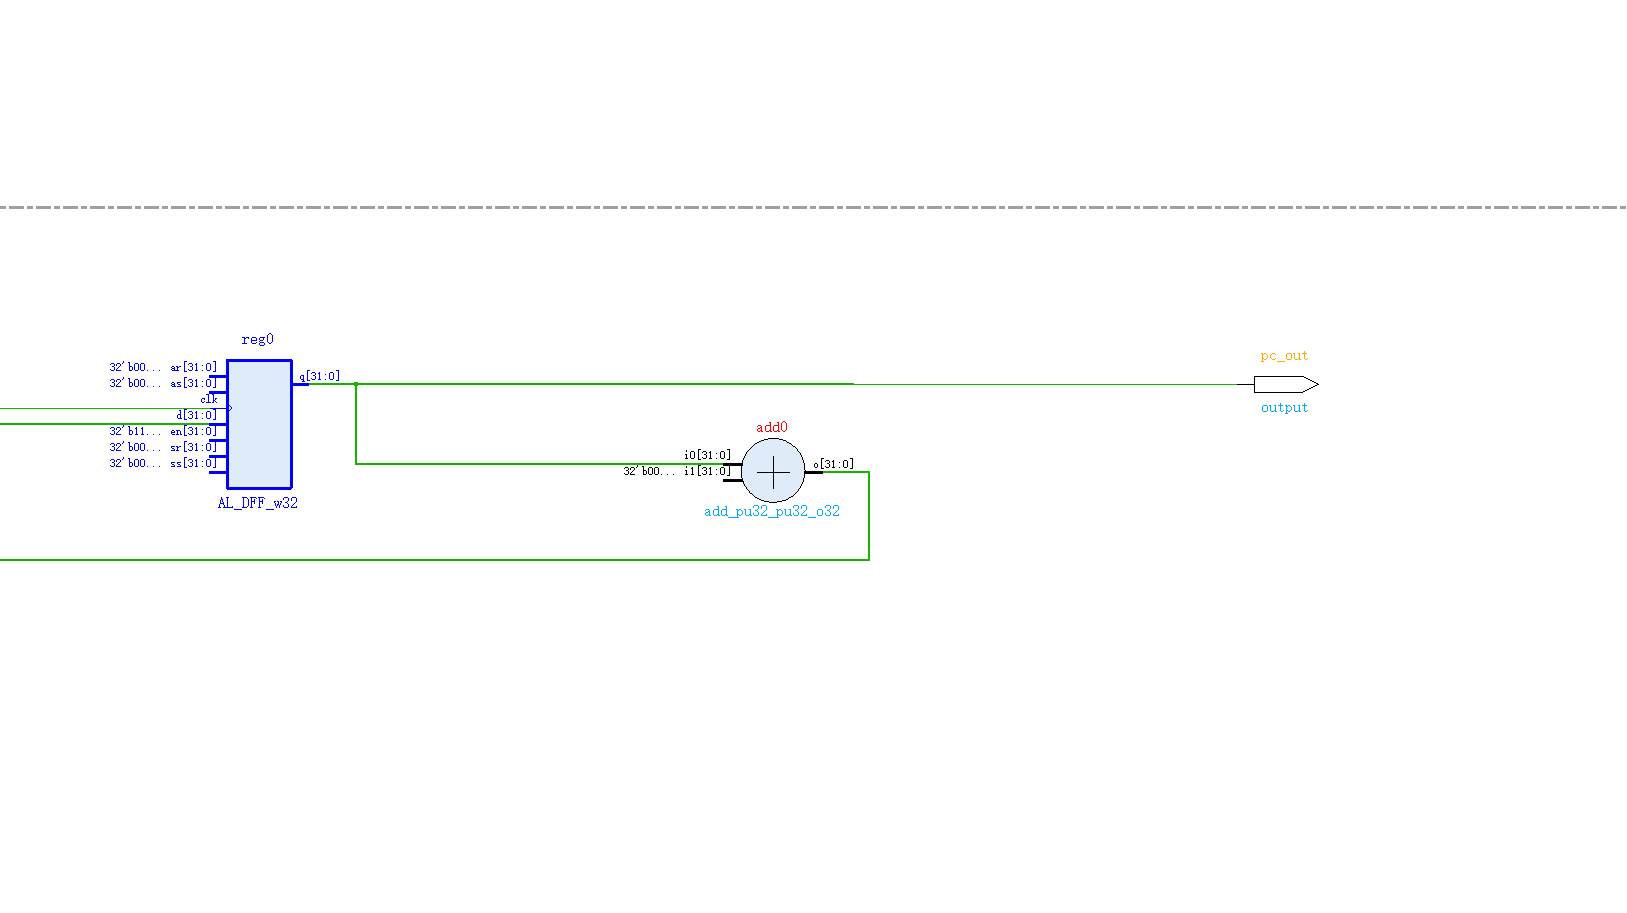 reg0
32'b00... ar[31:0]
32'b00... as[31:0]
clk
d[31:0]
32'b11... en[31:0]
32'b00... sr[31:0]
32'b00... ss[31:0]
q[31:0]
AL_DFF_w32
add0
i0[31:0]
32'b00... i1[31:0]
o[31:0]
add_pu32_pu32_o32
pc_out
output